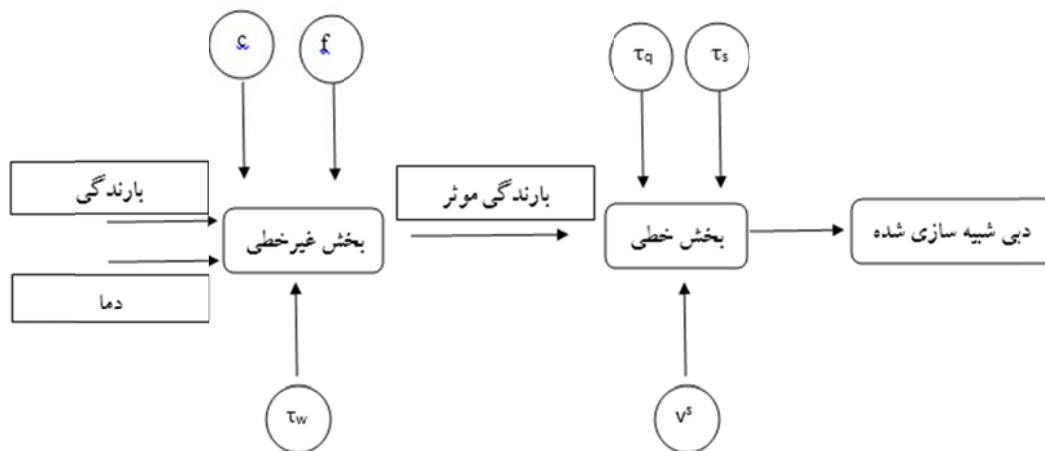 c
f
τq
τs
بارندگی
بارندگی موثر
بخش غیرخطی
بخش خطی
دبی شبیه سازی شده
دما
τw
vˢ